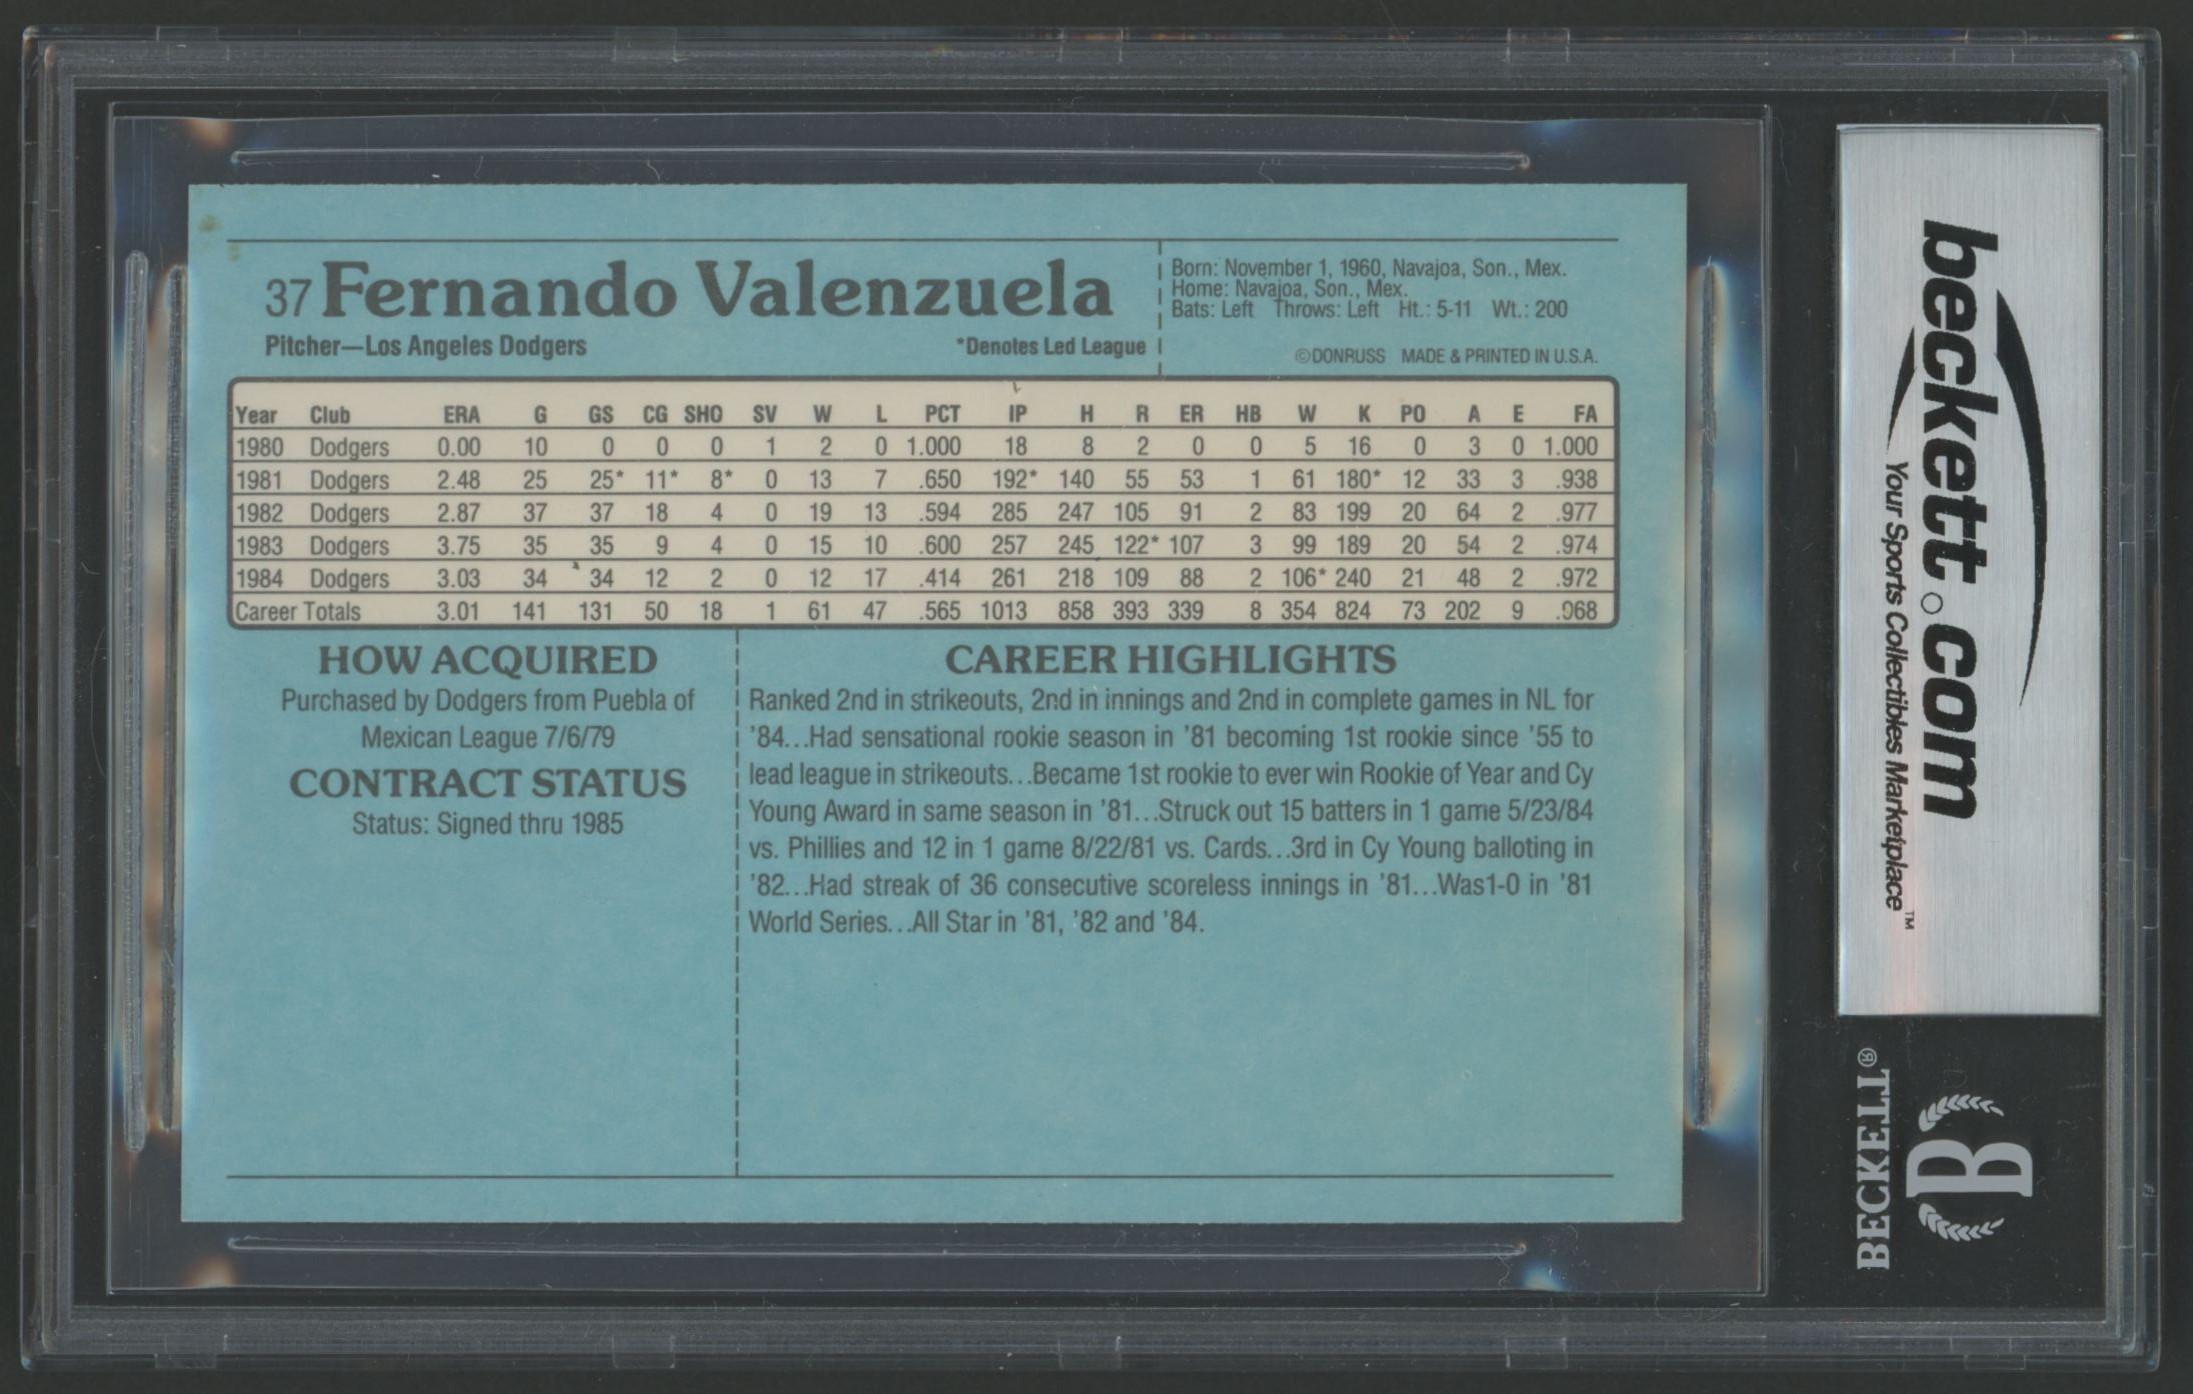 37 Fernando Valenzuela
Pitcher—Los Angeles Dodgers
*Denotes Led League
Born: November 1, 1960, Navajoa, Son., Mex.
Home: Navajoa, Son., Mex.
Bats: Left Throws: Left Ht.: 5-11 Wt.: 200
©DONRUSS MADE & PRINTED IN U.S.A.
Year Club ERA G GS CG SHO SV W L PCT IP H R ER HB W K PO A E FA
1980 Dodgers 0.00 10 0 0 0 1 2 0 1.000 18 8 2 0 0 5 16 0 3 0 1.000
1981 Dodgers 2.48 25 25* 11* 8* 0 13 7 .650 192* 140 55 53 1 61 180* 12 33 3 .938
1982 Dodgers 2.87 37 37 18 4 0 19 13 .594 285 247 105 91 2 83 199 20 64 2 .977
1983 Dodgers 3.75 35 35 9 4 0 15 10 .600 257 245 122* 107 3 99 189 20 54 2 .974
1984 Dodgers 3.03 34 34 12 2 0 12 17 .414 261 218 109 88 2 106* 240 21 48 2 .972
Career Totals 3.01 141 131 50 18 1 61 47 .565 1013 858 393 339 8 354 824 73 202 9 .968
HOW ACQUIRED
Purchased by Dodgers from Puebla of
Mexican League 7/6/79
CONTRACT STATUS
Status: Signed thru 1985
CAREER HIGHLIGHTS
Ranked 2nd in strikeouts, 2nd in innings and 2nd in complete games in NL for
'84...Had sensational rookie season in '81 becoming 1st rookie since '55 to
lead league in strikeouts...Became 1st rookie to ever win Rookie of Year and Cy
Young Award in same season in '81...Struck out 15 batters in 1 game 5/23/84
vs. Phillies and 12 in 1 game 8/22/81 vs. Cards...3rd in Cy Young balloting in
'82...Had streak of 36 consecutive scoreless innings in '81...Was1-0 in '81
World Series...All Star in '81, '82 and '84.
beckett.com
Your Sports Collectibles Marketplace™
BECKETT®
B